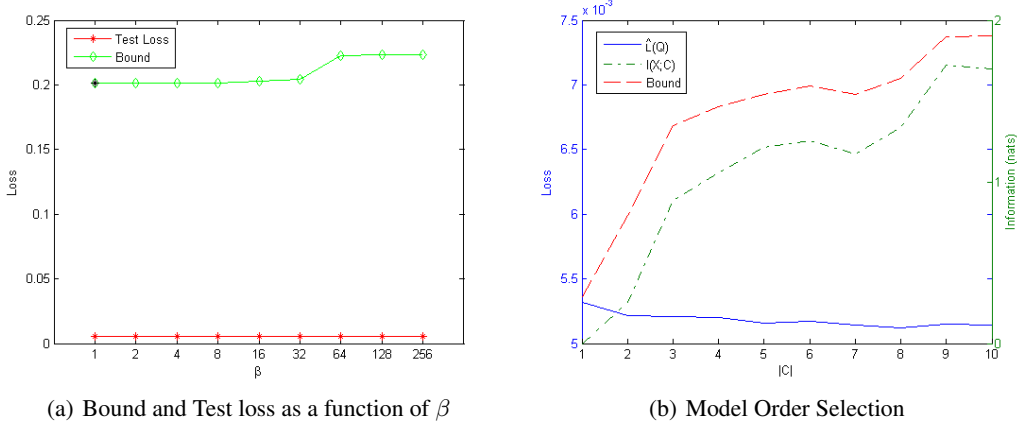 0.25
0.2
0.15
0.1
0.05
0
Loss
Test Loss
Bound
1 2 4 8 16 32 64 128 256
β
(a) Bound and Test loss as a function of β
x 10⁻³
7.5
7
6.5
6
5.5
5
Loss
L̂(Q)
I(X;C)
Bound
2
1
0
Information (nats)
1 2 3 4 5 6 7 8 9 10
|C|
(b) Model Order Selection